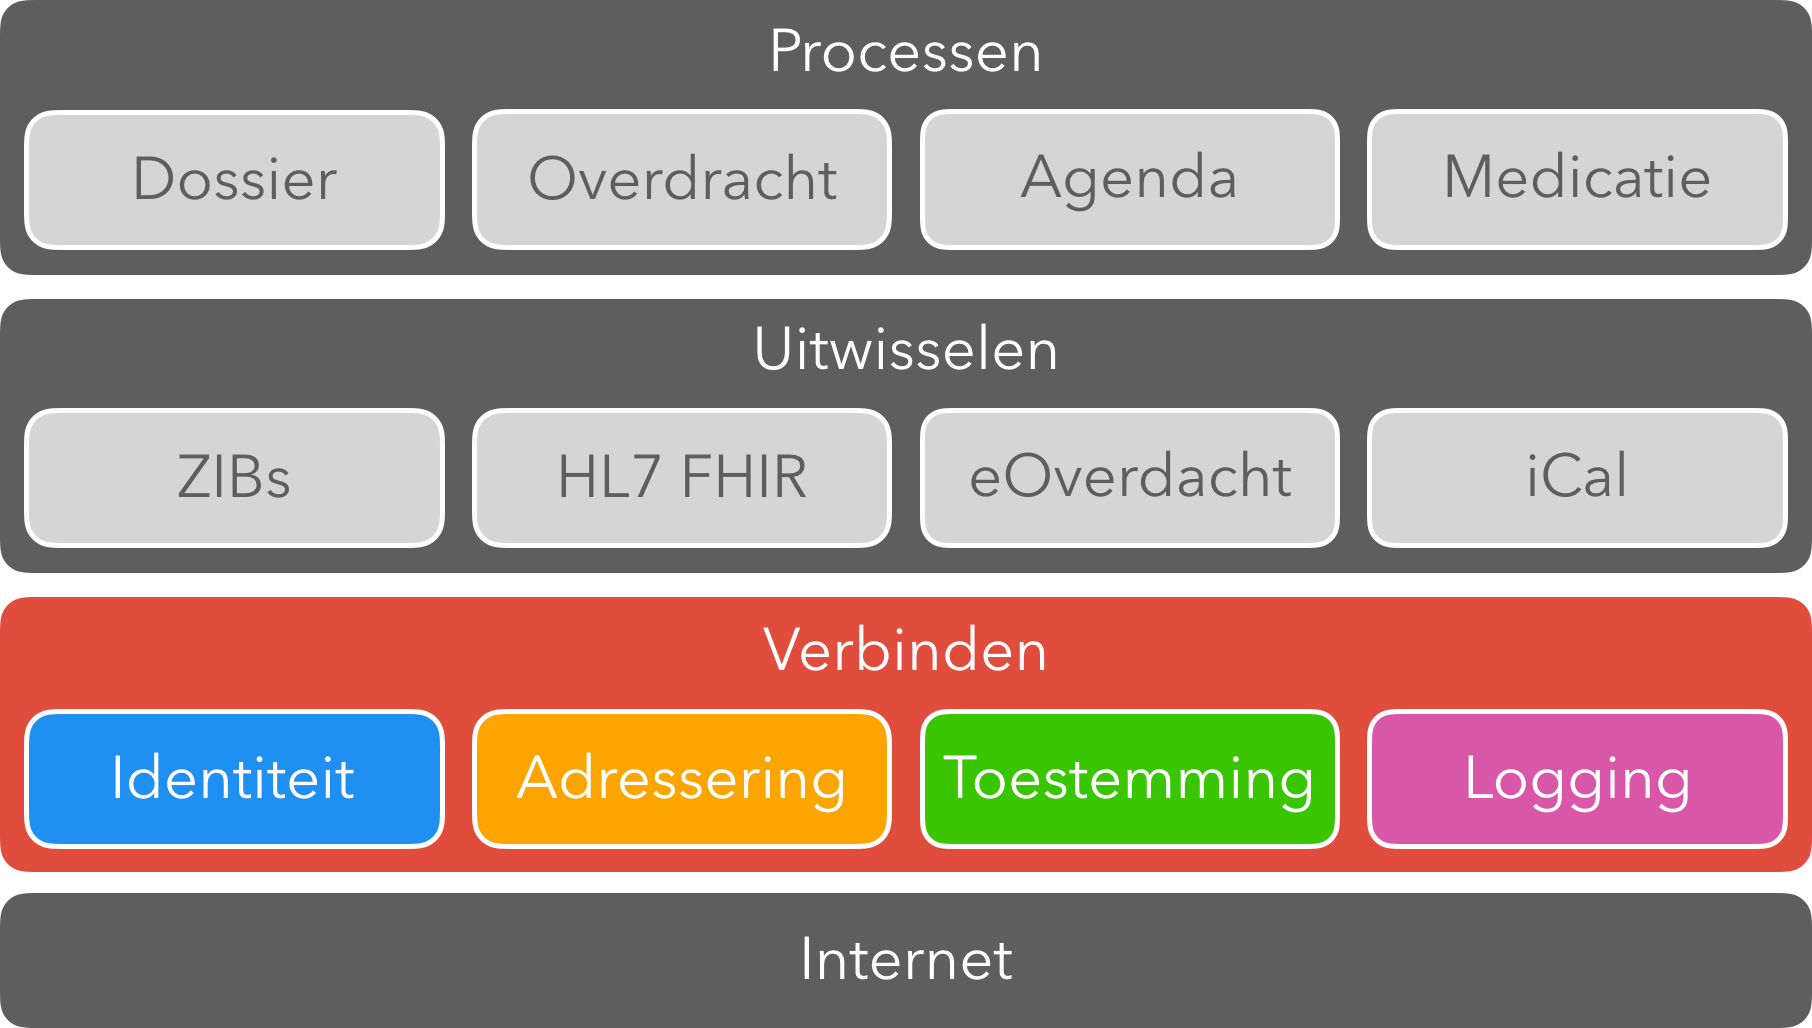 Processen
Dossier
Overdracht
Agenda
Medicatie
Uitwisselen
ZIBs
HL7 FHIR
eOverdacht
iCal
Verbinden
Identiteit
Adressering
Toestemming
Logging
Internet